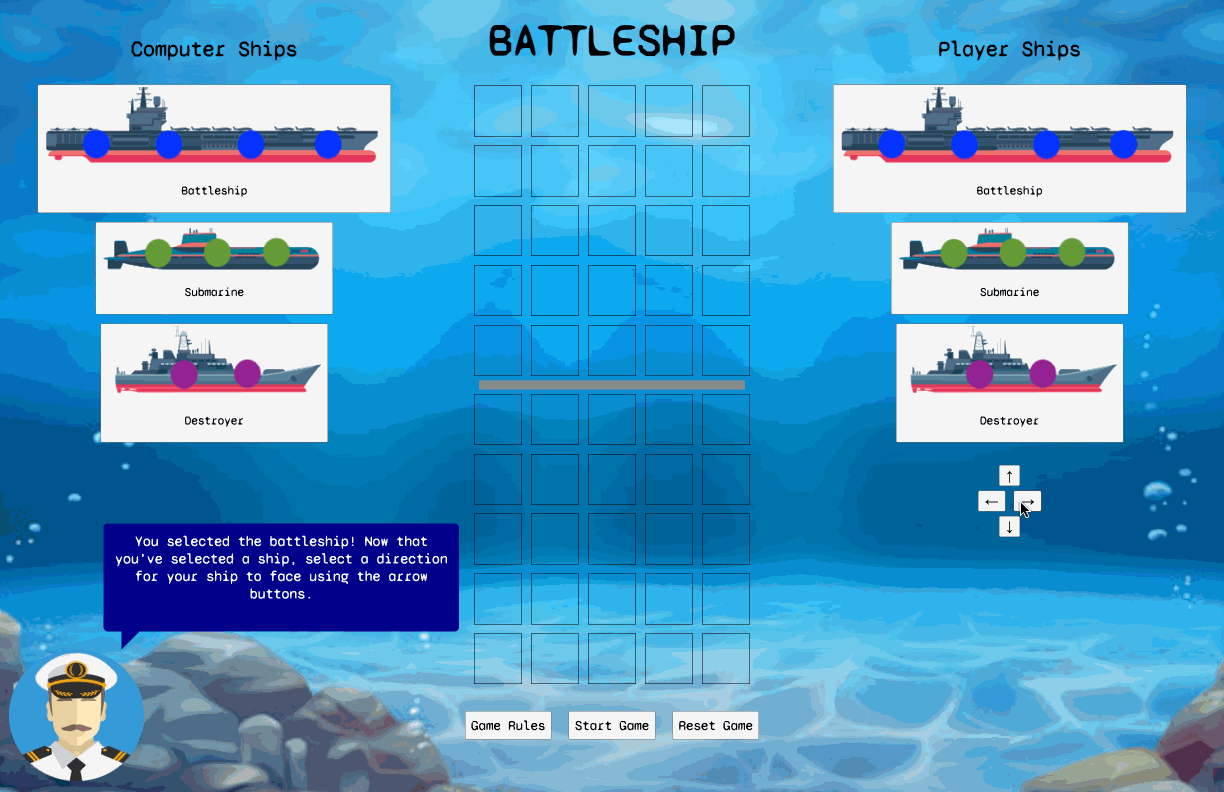 BATTLESHIP
Computer Ships
Battleship
Submarine
Destroyer
Player Ships
Battleship
Submarine
Destroyer
↑
← →
↓
You selected the battleship! Now that
you've selected a ship, select a direction
for your ship to face using the arrow
buttons.
Game Rules Start Game Reset Game